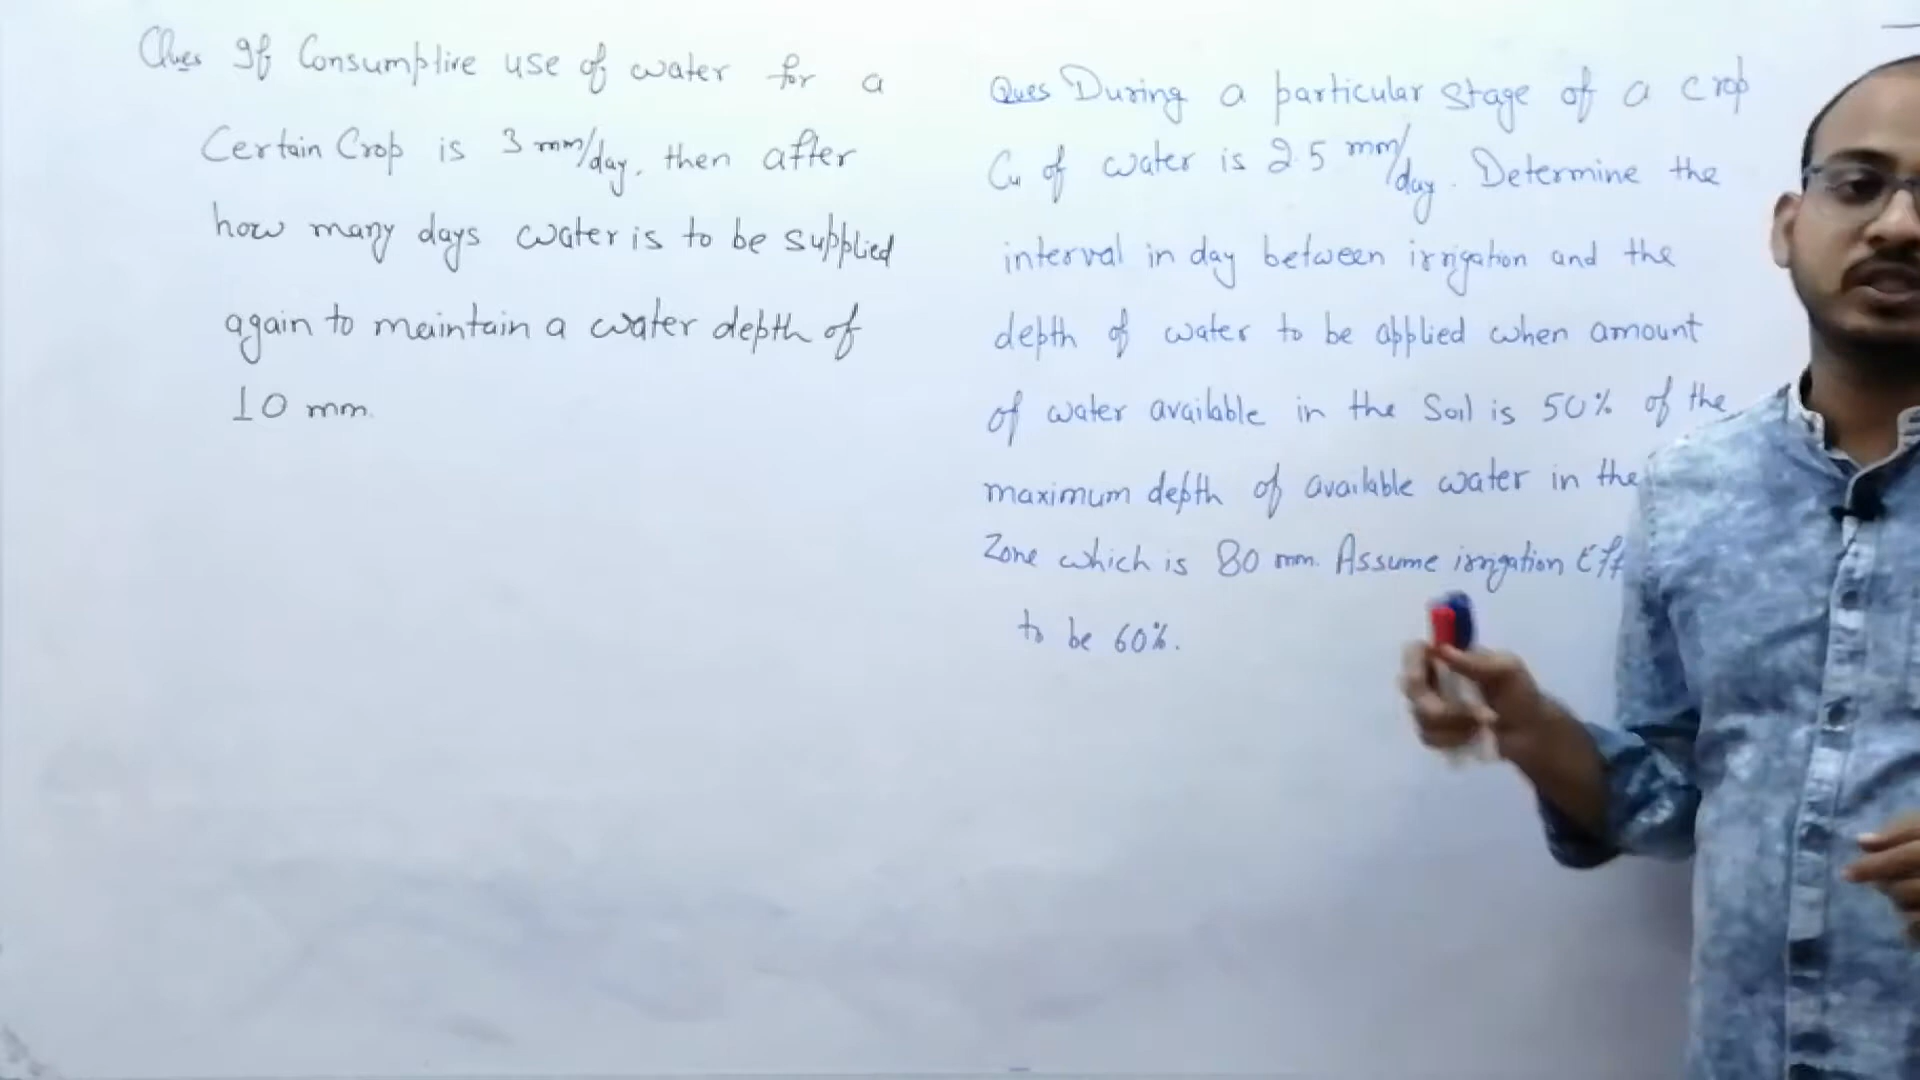 Ques If Consumptive use of water for a
Certain Crop is 3 mm/day, then after
how many days water is to be supplied
again to maintain a water depth of
10 mm.
Ques During a particular stage of a crop
Cu of water is 2.5 mm/day. Determine the
interval in day between irrigation and the
depth of water to be applied when amount
of water available in the Soil is 50% of the
maximum depth of available water in the
Zone which is 80 mm. Assume irrigation Eff
to be 60%.